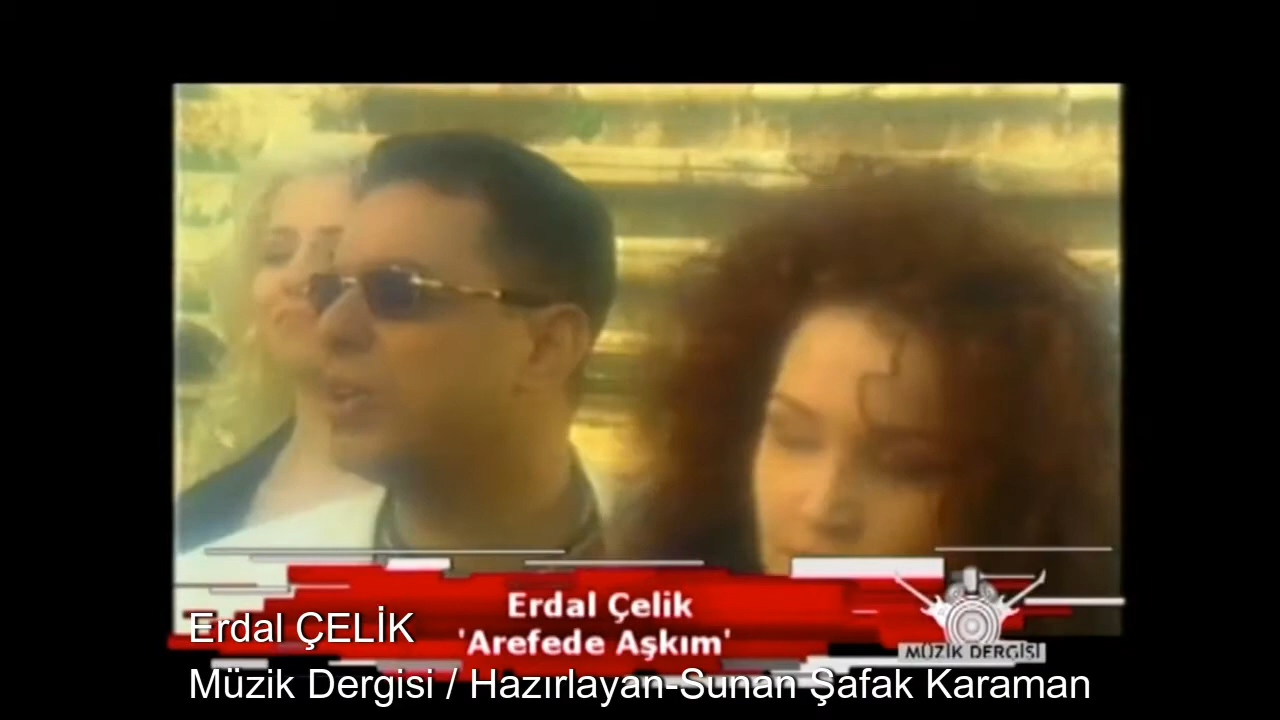 Erdal Çelik
'Arefede Aşkım'
MÜZİK DERGİSİ
Erdal ÇELİK
Müzik Dergisi / Hazırlayan-Sunan Şafak Karaman